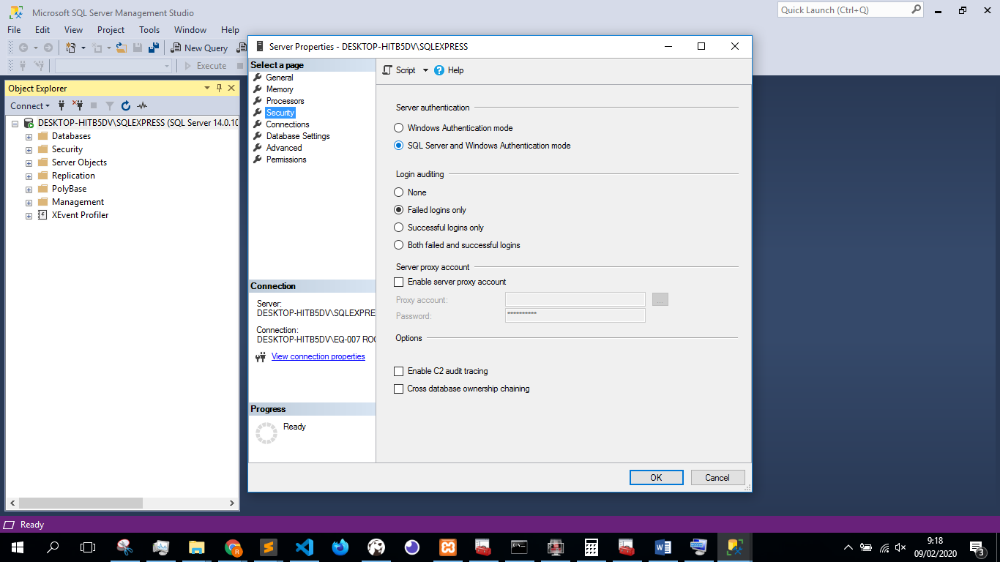 Microsoft SQL Server Management Studio
Quick Launch (Ctrl+Q)
File Edit View Project Tools Window Help
New Query
Execute
Object Explorer
Connect
DESKTOP-HITB5DV\SQLEXPRESS (SQL Server 14.0.10
Databases
Security
Server Objects
Replication
PolyBase
Management
XEvent Profiler
Server Properties - DESKTOP-HITB5DV\SQLEXPRESS
Select a page
General
Memory
Processors
Security
Connections
Database Settings
Advanced
Permissions
Connection
Server:
DESKTOP-HITB5DV\SQLEXPRE
Connection:
DESKTOP-HITB5DV\EQ-007 ROO
View connection properties
Progress
Ready
Script Help
Server authentication
Windows Authentication mode
SQL Server and Windows Authentication mode
Login auditing
None
Failed logins only
Successful logins only
Both failed and successful logins
Server proxy account
Enable server proxy account
Proxy account:
...
Password:
**********
Options
Enable C2 audit tracing
Cross database ownership chaining
OK Cancel
Ready
9:18
09/02/2020
3